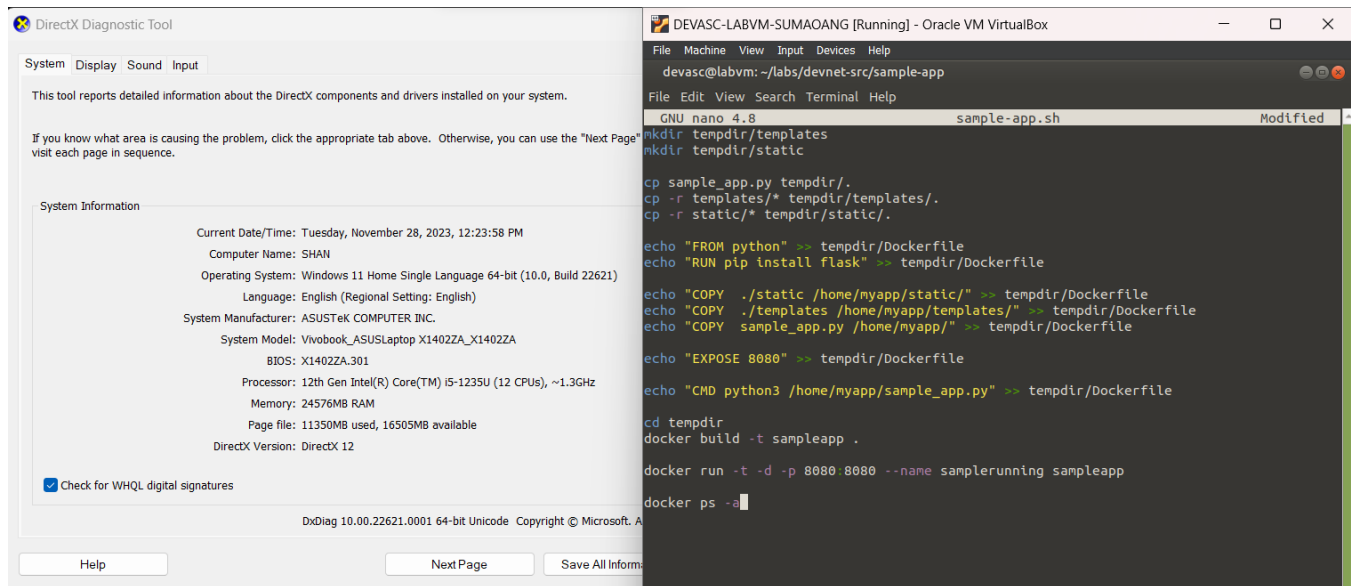 DirectX Diagnostic Tool
System Display Sound Input
This tool reports detailed information about the DirectX components and drivers installed on your system.
If you know what area is causing the problem, click the appropriate tab above.  Otherwise, you can use the "Next Page"
visit each page in sequence.
System Information
Current Date/Time: Tuesday, November 28, 2023, 12:23:58 PM
Computer Name: SHAN
Operating System: Windows 11 Home Single Language 64-bit (10.0, Build 22621)
Language: English (Regional Setting: English)
System Manufacturer: ASUSTeK COMPUTER INC.
System Model: Vivobook_ASUSLaptop X1402ZA_X1402ZA
BIOS: X1402ZA.301
Processor: 12th Gen Intel(R) Core(TM) i5-1235U (12 CPUs), ~1.3GHz
Memory: 24576MB RAM
Page file: 11350MB used, 16505MB available
DirectX Version: DirectX 12
Check for WHQL digital signatures
DxDiag 10.00.22621.0001 64-bit Unicode  Copyright © Microsoft. A
Help Next Page Save All Inform
DEVASC-LABVM-SUMAOANG [Running] - Oracle VM VirtualBox
File Machine View Input Devices Help
devasc@labvm: ~/labs/devnet-src/sample-app
File Edit View Search Terminal Help
GNU nano 4.8 sample-app.sh Modified
mkdir tempdir/templates
mkdir tempdir/static
cp sample_app.py tempdir/.
cp -r templates/* tempdir/templates/.
cp -r static/* tempdir/static/.
echo "FROM python" >> tempdir/Dockerfile
echo "RUN pip install flask" >> tempdir/Dockerfile
echo "COPY  ./static /home/myapp/static/" >> tempdir/Dockerfile
echo "COPY  ./templates /home/myapp/templates/" >> tempdir/Dockerfile
echo "COPY  sample_app.py /home/myapp/" >> tempdir/Dockerfile
echo "EXPOSE 8080" >> tempdir/Dockerfile
echo "CMD python3 /home/myapp/sample_app.py" >> tempdir/Dockerfile
cd tempdir
docker build -t sampleapp .
docker run -t -d -p 8080:8080 --name samplerunning sampleapp
docker ps -a